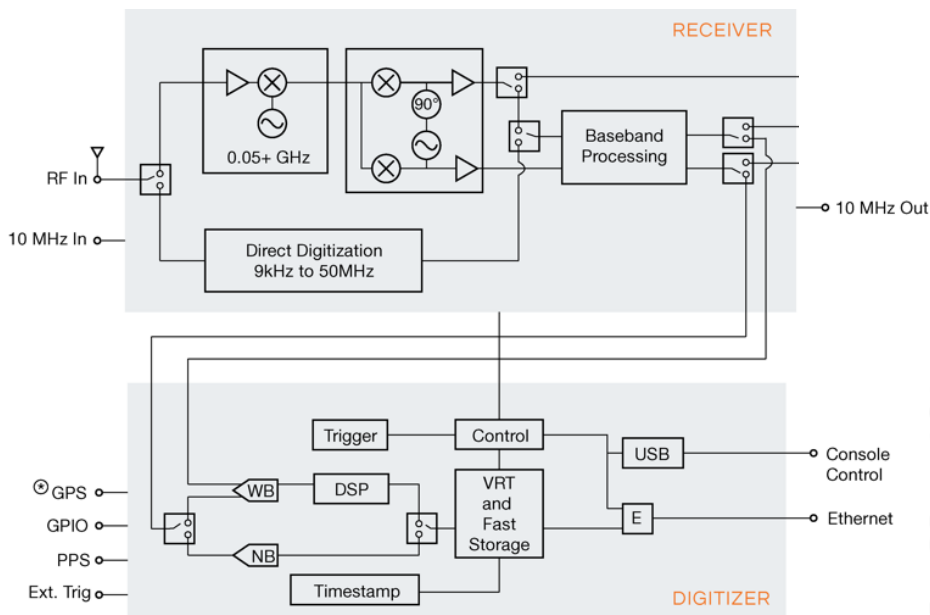 RECEIVER
90°
0.05+ GHz
Baseband
Processing
RF In
10 MHz Out
10 MHz In
Direct Digitization
9kHz to 50MHz
Trigger
Control
USB
Console
Control
VRT
and
Fast
Storage
WB
DSP
GPS
E
Ethernet
GPIO
NB
PPS
Timestamp
Ext. Trig
DIGITIZER